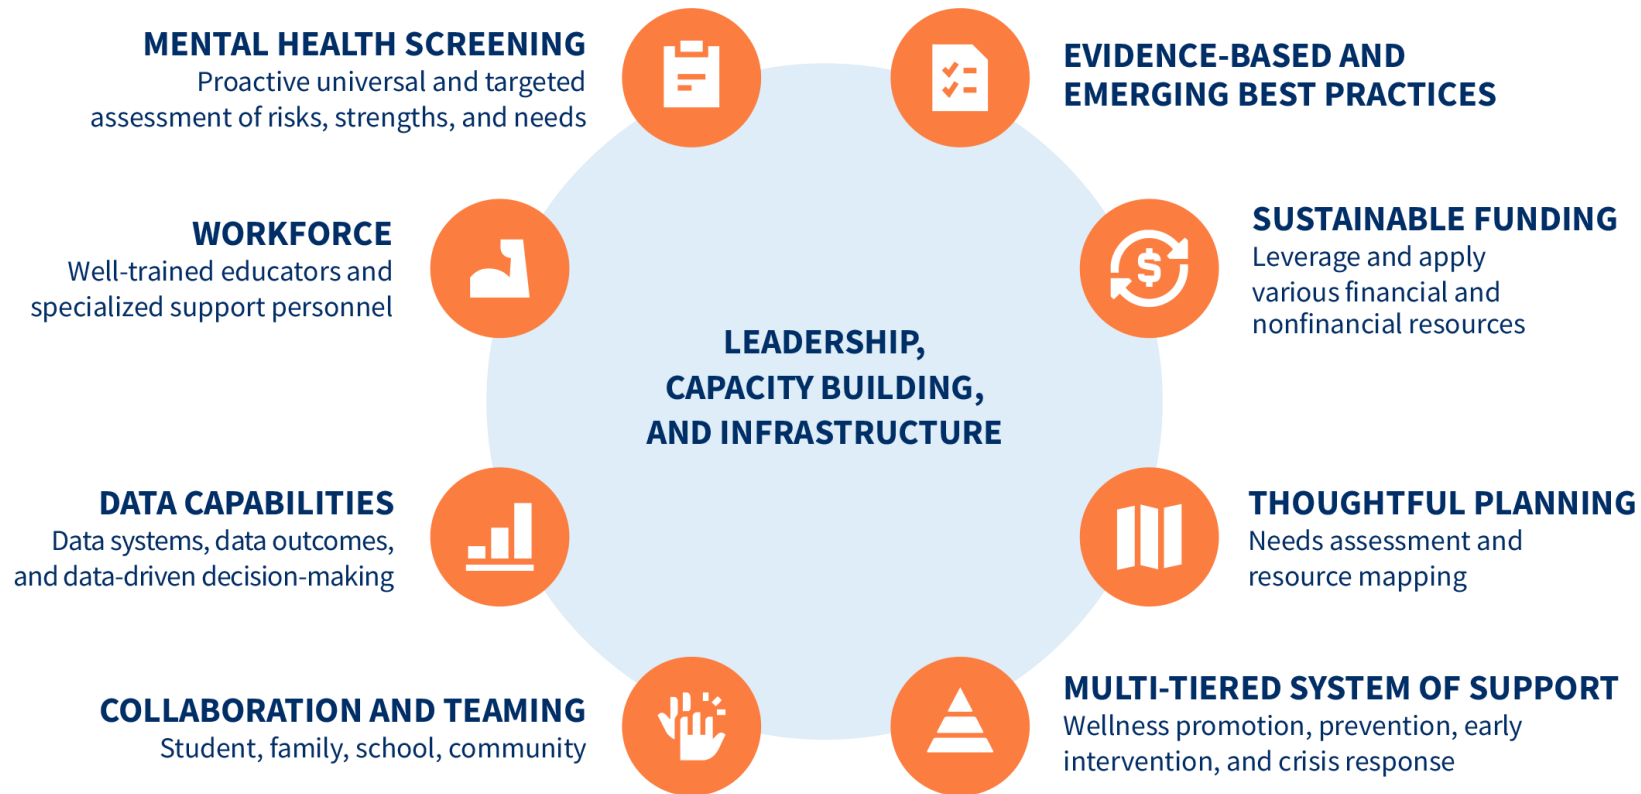 MENTAL HEALTH SCREENING
Proactive universal and targeted
assessment of risks, strengths, and needs
EVIDENCE-BASED AND
EMERGING BEST PRACTICES
WORKFORCE
Well-trained educators and
specialized support personnel
SUSTAINABLE FUNDING
Leverage and apply
various financial and
nonfinancial resources
$
LEADERSHIP,
CAPACITY BUILDING,
AND INFRASTRUCTURE
DATA CAPABILITIES
Data systems, data outcomes,
and data-driven decision-making
THOUGHTFUL PLANNING
Needs assessment and
resource mapping
COLLABORATION AND TEAMING
Student, family, school, community
MULTI-TIERED SYSTEM OF SUPPORT
Wellness promotion, prevention, early
intervention, and crisis response